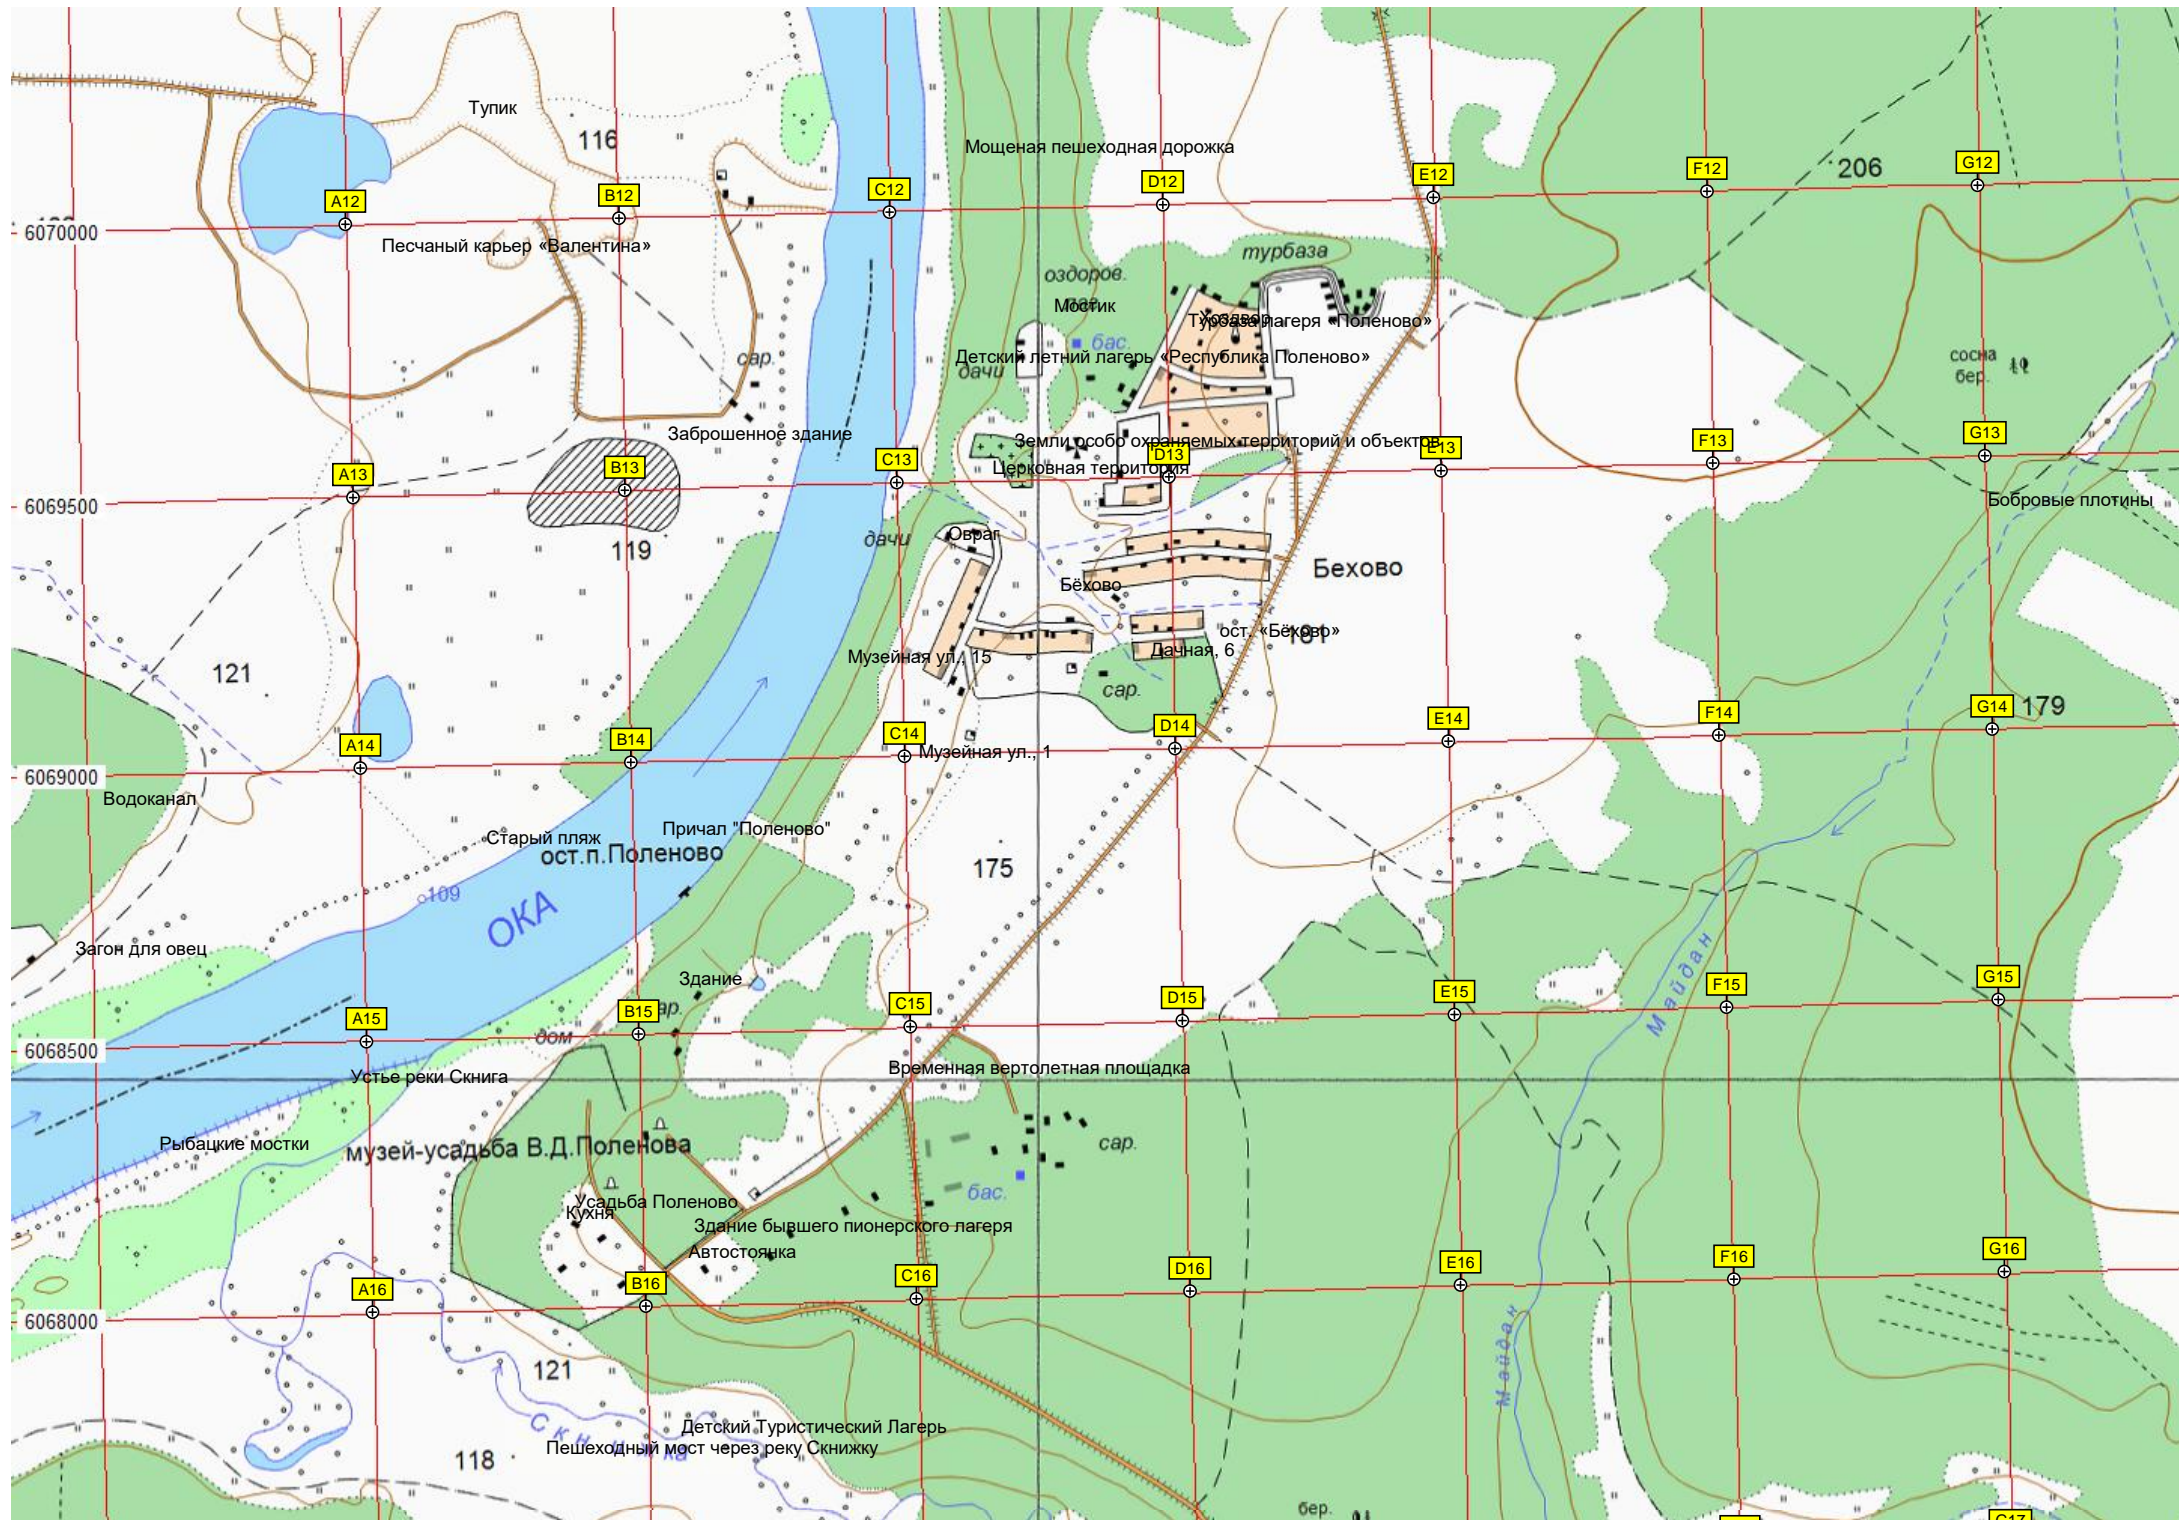 Тупик
116
Мощеная пешеходная дорожка
206
A12
B12
C12
D12
E12
F12
G12
6070000
Песчаный карьер «Валентина»
турбаза
оздоров.
Мостик
Турбаза лагеря «Поленово»
бас.
сар.
Детский летний лагерь «Республика Поленово»
дачи
сосна
бер.
Заброшенное здание
Земли особо охраняемых территорий и объектов
Церковная территория
A13
B13
C13
D13
E13
F13
G13
6069500
Бобровые плотины
119
дачи
Овраг
Бехово
Бёхово
ост. «Бёхово»
181
121
Музейная ул., 15
Дачная, 6
сар.
179
A14
B14
C14
D14
E14
F14
G14
6069000
Музейная ул., 1
Водоканал
Старый пляж
Причал "Поленово"
ост.п.Поленово
175
109
ОКА
Загон для овец
Здание
Майдан
A15
B15
C15
D15
E15
F15
G15
дом
6068500
Устье реки Скнига
Временная вертолетная площадка
Рыбацкие мостки
музей-усадьба В.Д.Поленова
сар.
бас.
Усадьба Поленово
Кухня
Здание бывшего пионерского лагеря
Автостоянка
A16
B16
C16
D16
E16
F16
G16
6068000
Майдан
121
Детский Туристический Лагерь
Пешеходный мост через реку Скнижку
118
бер.
G17